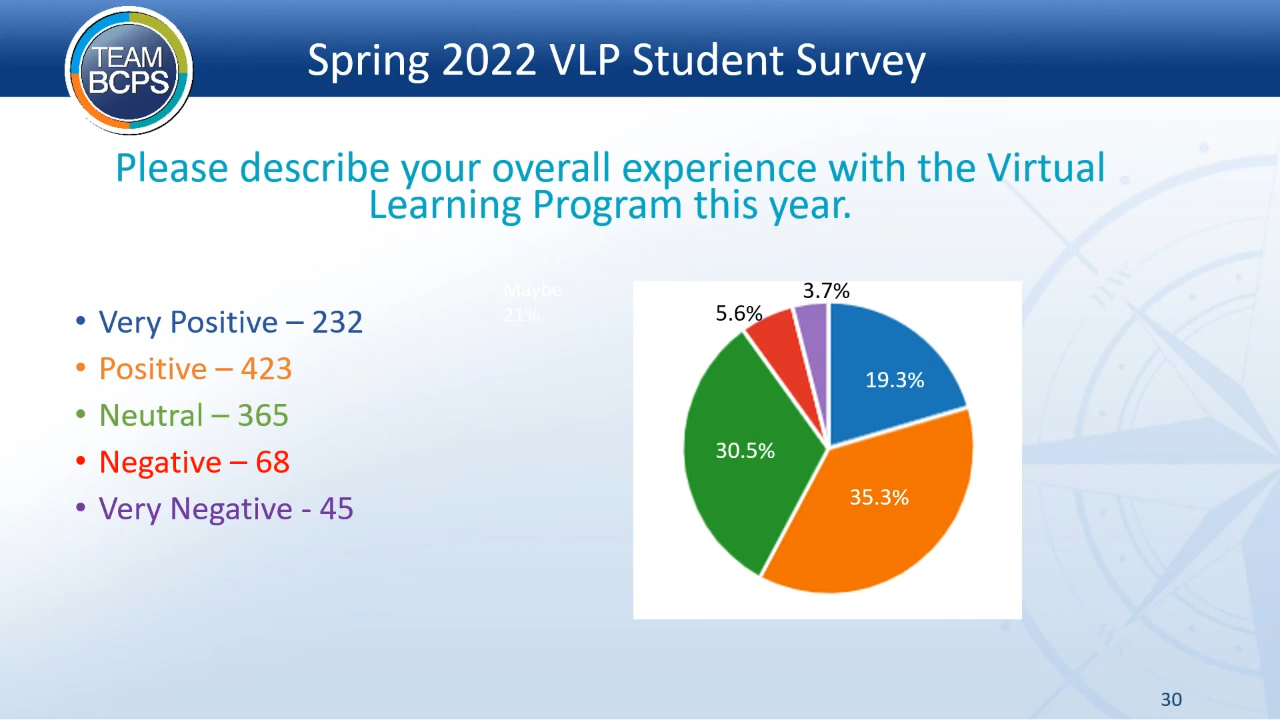 TEAM
BCPS
Spring 2022 VLP Student Survey
Please describe your overall experience with the Virtual
Learning Program this year.
Maybe
21%
• Very Positive – 232
• Positive – 423
• Neutral – 365
• Negative – 68
• Very Negative - 45
3.7%
5.6%
19.3%
30.5%
35.3%
NW
30